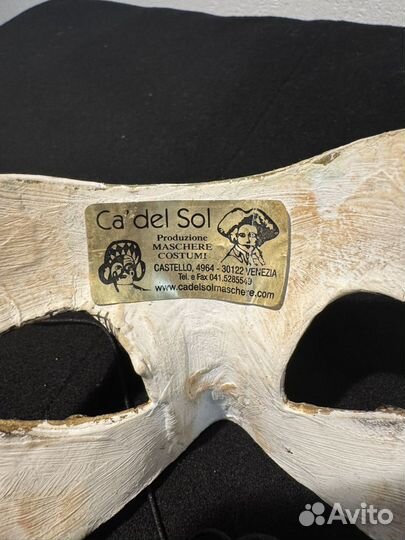 Ca' del Sol
Produzione
MASCHERE
COSTUMI
CASTELLO, 4964 - 30122 VENEZIA
Tel. e Fax 041.5285549
www.cadelsolmaschere.com
Avito